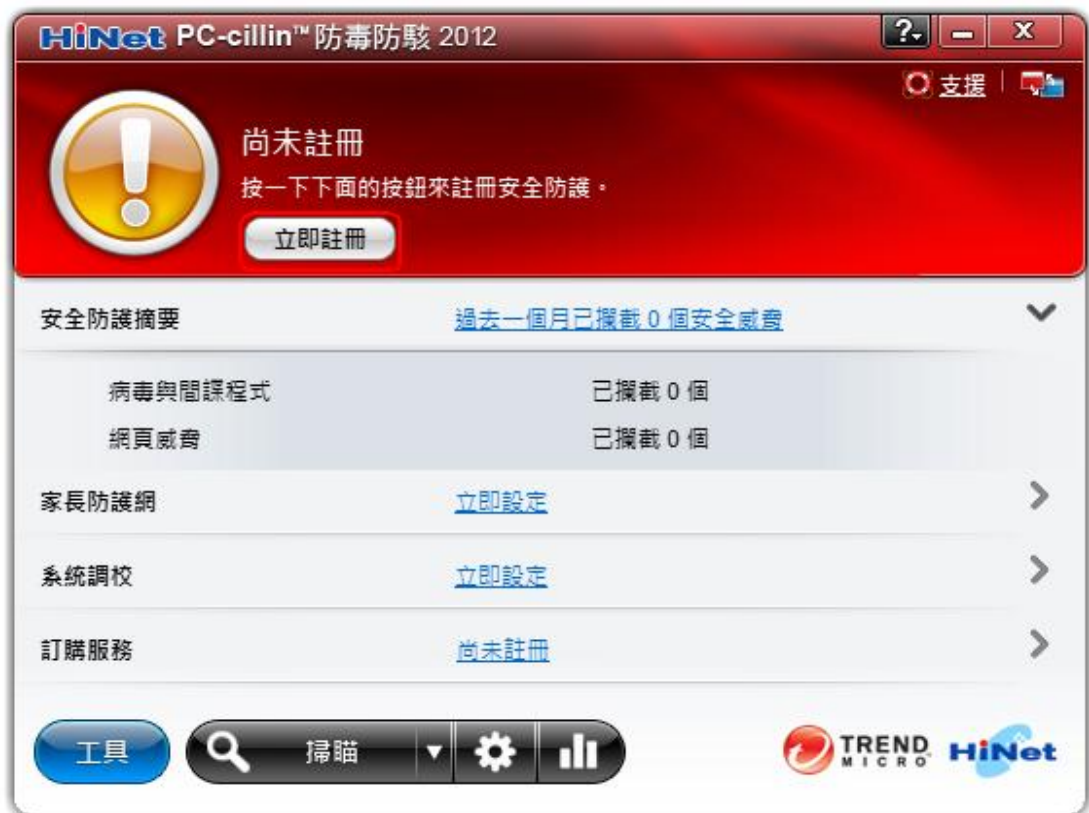 HiNet PC-cillin™防毒防駭 2012
支援
尚未註冊
按一下下面的按鈕來註冊安全防護。
立即註冊
安全防護摘要 過去一個月已攔截 0 個安全威脅
病毒與間諜程式 已攔截 0 個
網頁威脅 已攔截 0 個
家長防護網 立即設定
系統調校 立即設定
訂購服務 尚未註冊
工具 掃瞄 TREND MICRO HiNet